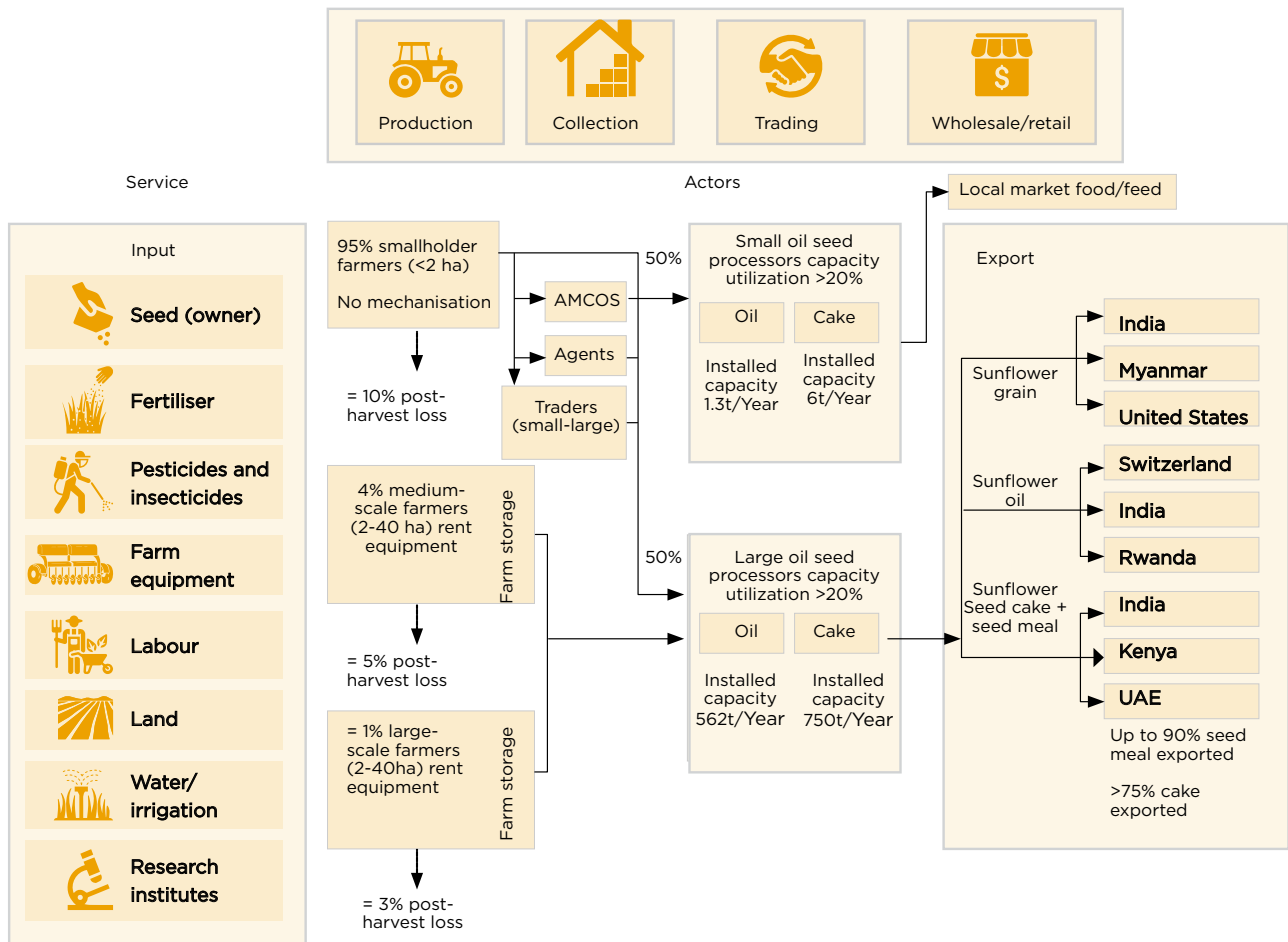 Production
Collection
Trading
$
Wholesale/retail
Service
Actors
Local market food/feed
Input
Seed (owner)
Fertiliser
Pesticides and
insecticides
Farm
equipment
Labour
Land
Water/
irrigation
Research
institutes
95% smallholder
farmers (<2 ha)
No mechanisation
= 10% post-
harvest loss
AMCOS
Agents
Traders
(small-large)
4% medium-
scale farmers
(2-40 ha) rent
equipment
Farm storage
= 5% post-
harvest loss
= 1% large-
scale farmers
(2-40ha) rent
equipment
Farm storage
= 3% post-
harvest loss
50%
Small oil seed
processors capacity
utilization >20%
Oil
Cake
Installed
capacity
1.3t/Year
Installed
capacity
6t/Year
50%
Large oil seed
processors capacity
utilization >20%
Oil
Cake
Installed
capacity
562t/Year
Installed
capacity
750t/Year
Export
Sunflower
grain
India
Myanmar
United States
Sunflower
oil
Switzerland
India
Rwanda
Sunflower
Seed cake +
seed meal
India
Kenya
UAE
Up to 90% seed
meal exported
>75% cake
exported